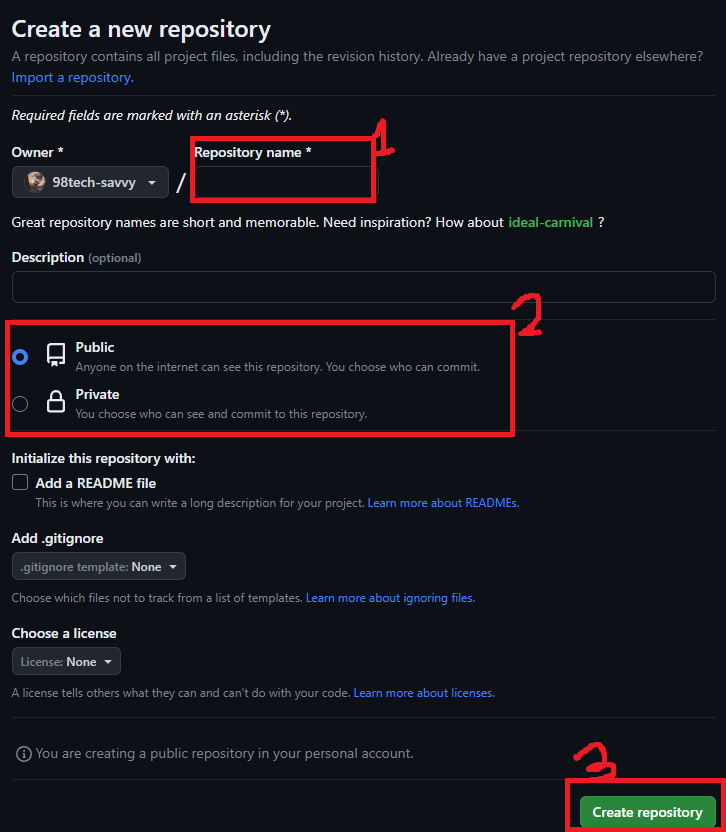 Create a new repository
A repository contains all project files, including the revision history. Already have a project repository elsewhere?
Import a repository.
Required fields are marked with an asterisk (*).
1
Owner * Repository name *
98tech-savvy /
Great repository names are short and memorable. Need inspiration? How about ideal-carnival ?
Description (optional)
2
Public
Anyone on the internet can see this repository. You choose who can commit.
Private
You choose who can see and commit to this repository.
Initialize this repository with:
Add a README file
This is where you can write a long description for your project. Learn more about READMEs.
Add .gitignore
.gitignore template: None
Choose which files not to track from a list of templates. Learn more about ignoring files.
Choose a license
License: None
A license tells others what they can and can't do with your code. Learn more about licenses.
You are creating a public repository in your personal account.
3
Create repository